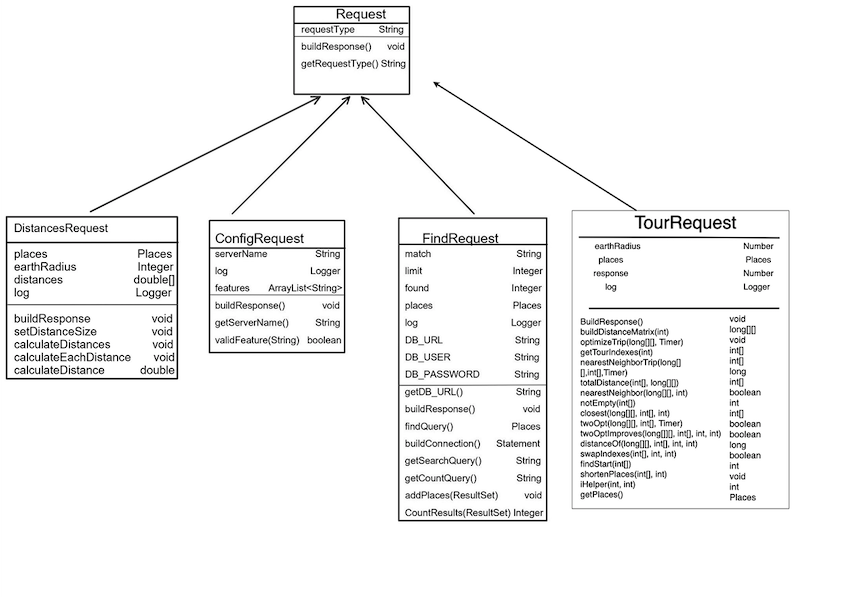 Request
requestType String
buildResponse() void
getRequestType() String
DistancesRequest
places Places
earthRadius Integer
distances double[]
log Logger
buildResponse void
setDistanceSize void
calculateDistances void
calculateEachDistance void
calculateDistance double
ConfigRequest
serverName String
log Logger
features ArrayList<String>
buildResponse() void
getServerName() String
validFeature(String) boolean
FindRequest
match String
limit Integer
found Integer
places Places
log Logger
DB_URL String
DB_USER String
DB_PASSWORD String
getDB_URL() String
buildResponse() void
findQuery() Places
buildConnection() Statement
getSearchQuery() String
getCountQuery() String
addPlaces(ResultSet) void
CountResults(ResultSet) Integer
TourRequest
earthRadius Number
places Places
response Number
log Logger
BuildResponse() void
buildDistanceMatrix(int) long[][]
optimizeTrip(long[][], Timer) void
getTourIndexes(int) int[]
nearestNeighborTrip(long[] int[]
[],int[],Timer) long
totalDistance(int[], long[][]) int[]
nearestNeighbor(long[][], int) boolean
notEmpty(int[]) int
closest(long[][], int[], int) int[]
twoOpt(long[][], int[], Timer) boolean
twoOptImproves(long[][], int[], int, int) boolean
distanceOf(long[][], int[], int, int) long
swapIndexes(int[], int, int) boolean
findStart(int[]) int
shortenPlaces(int[], int) void
iHelper(int, int) int
getPlaces() Places